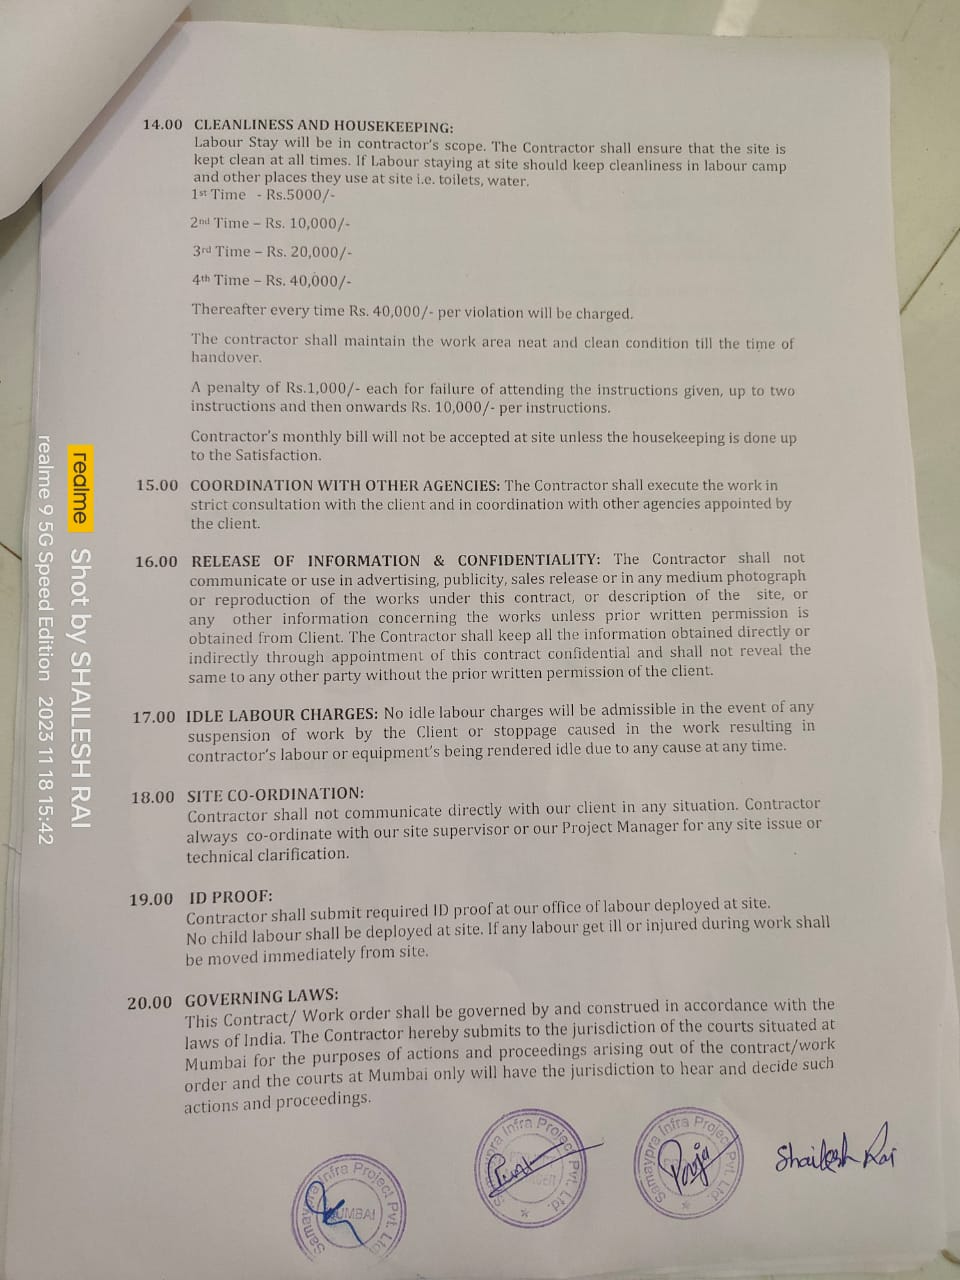 14.00 CLEANLINESS AND HOUSEKEEPING:
Labour Stay will be in contractor's scope. The Contractor shall ensure that the site is
kept clean at all times. If Labour staying at site should keep cleanliness in labour camp
and other places they use at site i.e. toilets, water.
1st Time - Rs.5000/-
2nd Time – Rs. 10,000/-
3rd Time – Rs. 20,000/-
4th Time – Rs. 40,000/-
Thereafter every time Rs. 40,000/- per violation will be charged.
The contractor shall maintain the work area neat and clean condition till the time of
handover.
A penalty of Rs.1,000/- each for failure of attending the instructions given, up to two
instructions and then onwards Rs. 10,000/- per instructions.
Contractor's monthly bill will not be accepted at site unless the housekeeping is done up
to the Satisfaction.
15.00 COORDINATION WITH OTHER AGENCIES: The Contractor shall execute the work in
strict consultation with the client and in coordination with other agencies appointed by
the client.
16.00 RELEASE OF INFORMATION & CONFIDENTIALITY: The Contractor shall not
communicate or use in advertising, publicity, sales release or in any medium photograph
or reproduction of the works under this contract, or description of the site, or
any other information concerning the works unless prior written permission is
obtained from Client. The Contractor shall keep all the information obtained directly or
indirectly through appointment of this contract confidential and shall not reveal the
same to any other party without the prior written permission of the client.
17.00 IDLE LABOUR CHARGES: No idle labour charges will be admissible in the event of any
suspension of work by the Client or stoppage caused in the work resulting in
contractor's labour or equipment's being rendered idle due to any cause at any time.
18.00 SITE CO-ORDINATION:
Contractor shall not communicate directly with our client in any situation. Contractor
always co-ordinate with our site supervisor or our Project Manager for any site issue or
technical clarification.
19.00 ID PROOF:
Contractor shall submit required ID proof at our office of labour deployed at site.
No child labour shall be deployed at site. If any labour get ill or injured during work shall
be moved immediately from site.
20.00 GOVERNING LAWS:
This Contract/ Work order shall be governed by and construed in accordance with the
laws of India. The Contractor hereby submits to the jurisdiction of the courts situated at
Mumbai for the purposes of actions and proceedings arising out of the contract/work
order and the courts at Mumbai only will have the jurisdiction to hear and decide such
actions and proceedings.
Samaypra Infra Project Pvt. Ltd.
MUMBAI
Infra Project Pvt. Ltd.
Samaypra Infra Project Pvt. Ltd.
Pooja
Shailesh Rai
realme Shot by SHAILESH RAI
realme 9 5G Speed Edition 2023 11 18 15:42